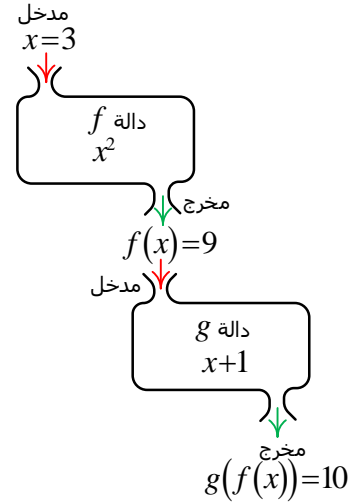 مدخل
x=3
دالة f
x²
مخرج
f(x)=9
مدخل
دالة g
x+1
مخرج
g(f(x))=10